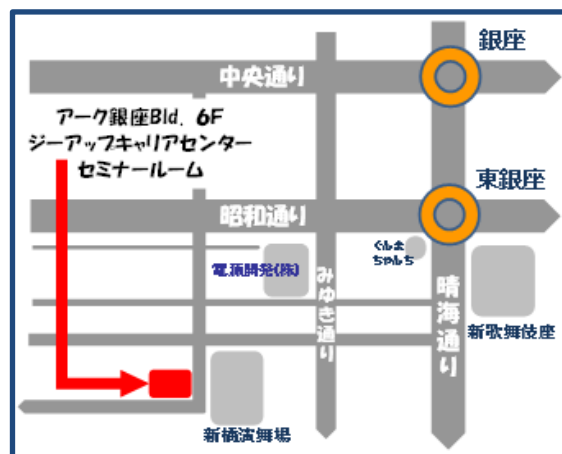 銀座
中央通り
アーク銀座Bld. 6F
ジーアップキャリアセンター
セミナールーム
東銀座
昭和通り
ぐんま
ちゃんち
電源開発(株)
みゆき通り
晴海通り
新歌舞伎座
新橋演舞場